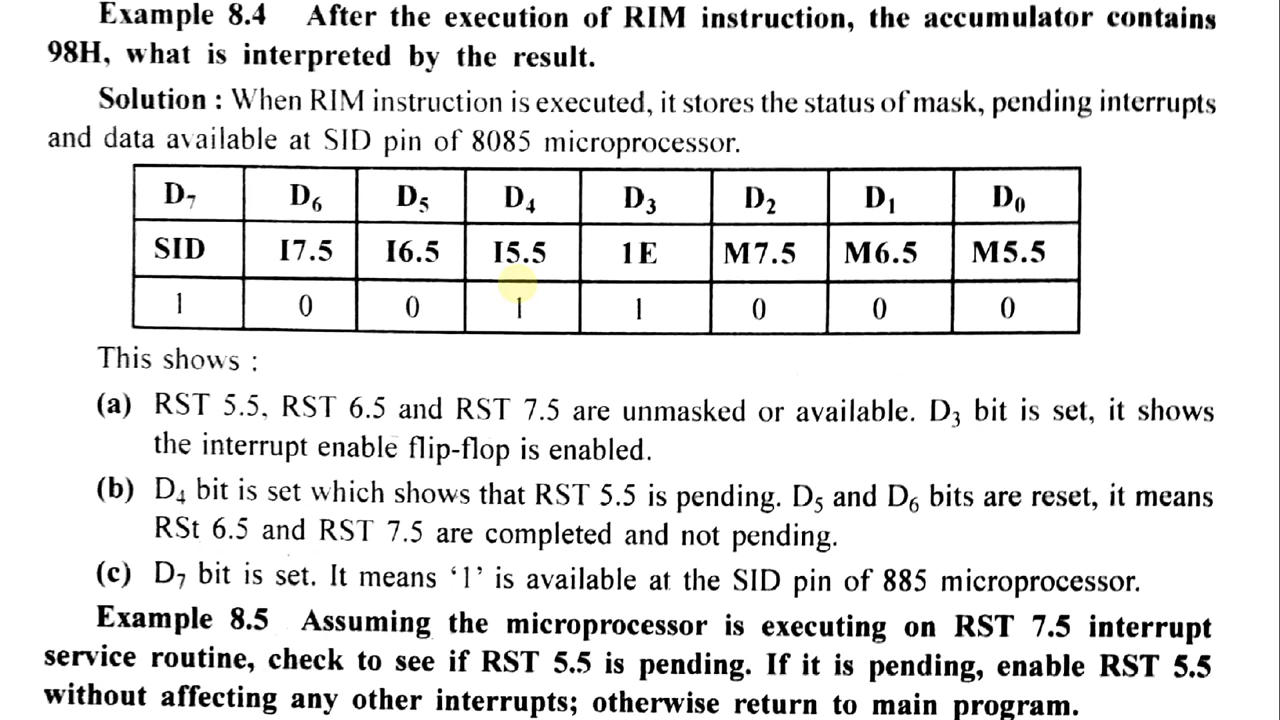 Example 8.4 After the execution of RIM instruction, the accumulator contains
98H, what is interpreted by the result.
Solution : When RIM instruction is executed, it stores the status of mask, pending interrupts
and data available at SID pin of 8085 microprocessor.
D₇ D₆ D₅ D₄ D₃ D₂ D₁ D₀
SID I7.5 I6.5 I5.5 1E M7.5 M6.5 M5.5
1 0 0 1 1 0 0 0
This shows :
(a) RST 5.5, RST 6.5 and RST 7.5 are unmasked or available. D₃ bit is set, it shows
the interrupt enable flip-flop is enabled.
(b) D₄ bit is set which shows that RST 5.5 is pending. D₅ and D₆ bits are reset, it means
RSt 6.5 and RST 7.5 are completed and not pending.
(c) D₇ bit is set. It means ‘1’ is available at the SID pin of 885 microprocessor.
Example 8.5 Assuming the microprocessor is executing on RST 7.5 interrupt
service routine, check to see if RST 5.5 is pending. If it is pending, enable RST 5.5
without affecting any other interrupts; otherwise return to main program.